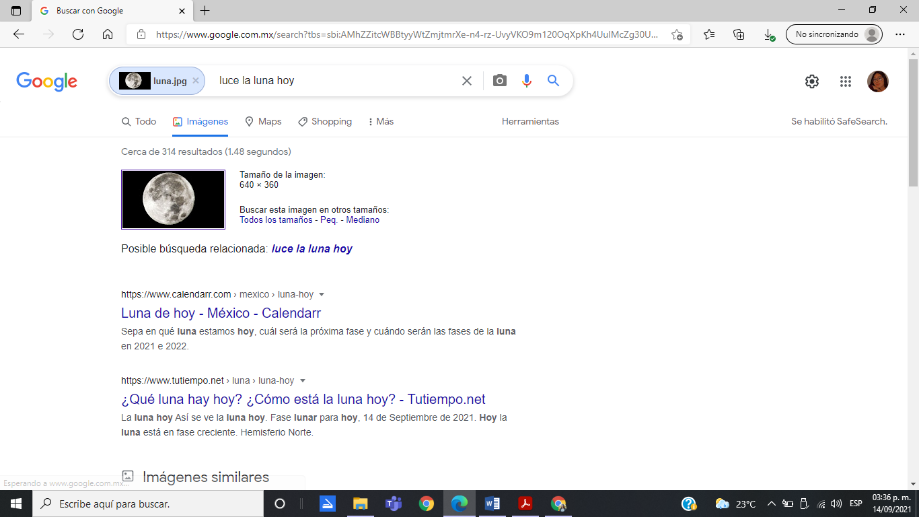 Buscar con Google
https://www.google.com.mx/search?tbs=sbi:AMhZZitcWBBtyyWtZmjtmrXe-n4-rz-UvyVKO9m120OqXpKh4UulMcZg30U...
No sincronizando
Google
luna.jpg
luce la luna hoy
Todo
Imágenes
Maps
Shopping
Más
Herramientas
Se habilitó SafeSearch.
Cerca de 314 resultados (1.48 segundos)
Tamaño de la imagen:
640 × 360
Buscar esta imagen en otros tamaños:
Todos los tamaños - Peq. - Mediano
Posible búsqueda relacionada: luce la luna hoy
https://www.calendarr.com › mexico › luna-hoy
Luna de hoy - México - Calendarr
Sepa en qué luna estamos hoy, cuál será la próxima fase y cuándo serán las fases de la luna
en 2021 e 2022.
https://www.tutiempo.net › luna › luna-hoy
¿Qué luna hay hoy? ¿Cómo está la luna hoy? - Tutiempo.net
La luna hoy Así se ve la luna hoy. Fase lunar para hoy, 14 de Septiembre de 2021. Hoy la
luna está en fase creciente. Hemisferio Norte.
Imágenes similares
Esperando a www.google.com.mx...
Escribe aquí para buscar.
23°C
ESP
03:36 p. m.
14/09/2021